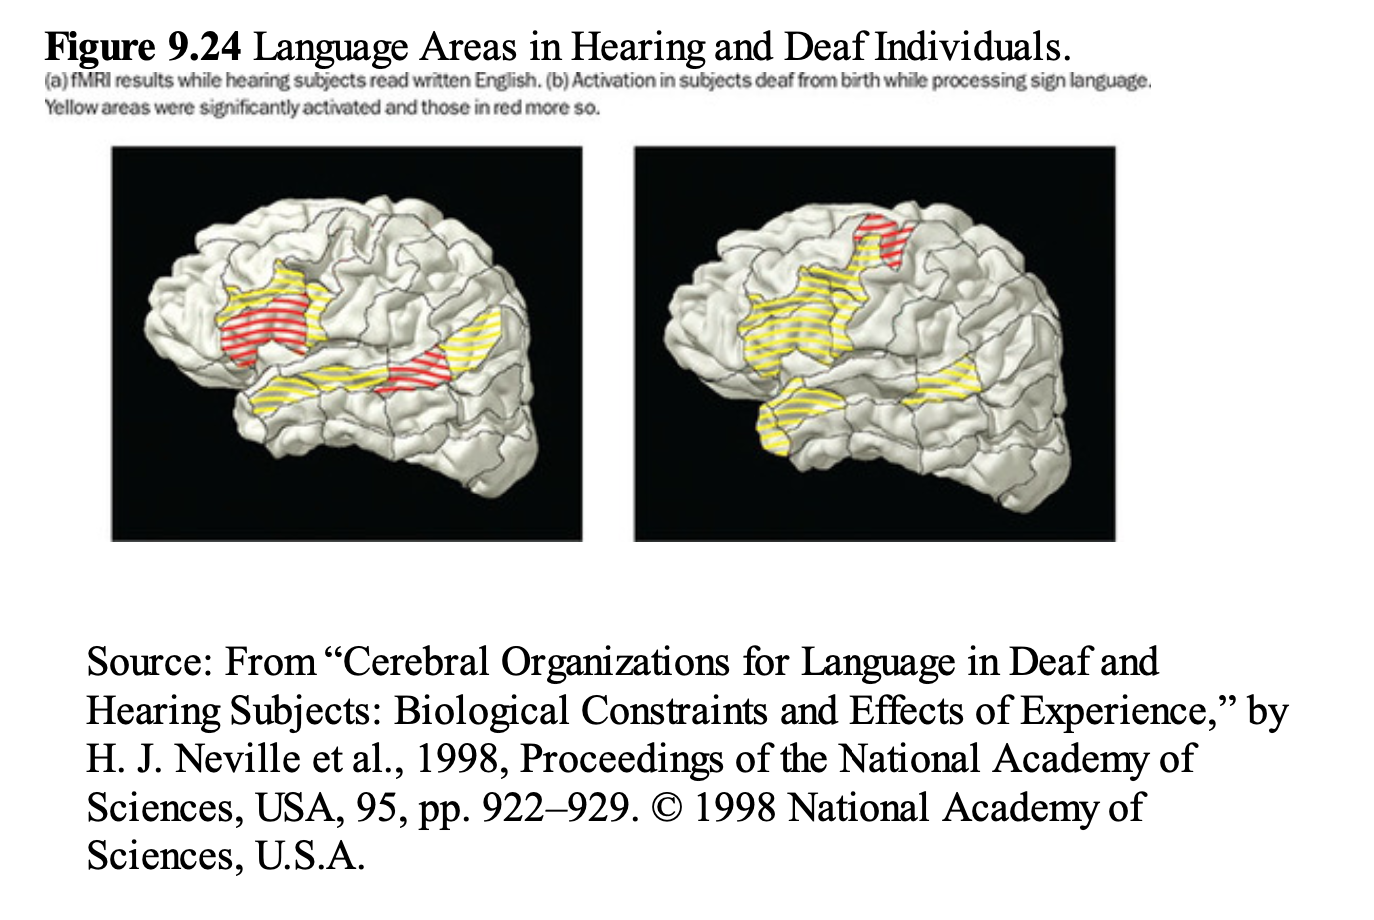 Figure 9.24 Language Areas in Hearing and Deaf Individuals.
(a) fMRI results while hearing subjects read written English. (b) Activation in subjects deaf from birth while processing sign language.
Yellow areas were significantly activated and those in red more so.
Source: From “Cerebral Organizations for Language in Deaf and
Hearing Subjects: Biological Constraints and Effects of Experience,” by
H. J. Neville et al., 1998, Proceedings of the National Academy of
Sciences, USA, 95, pp. 922–929. © 1998 National Academy of
Sciences, U.S.A.